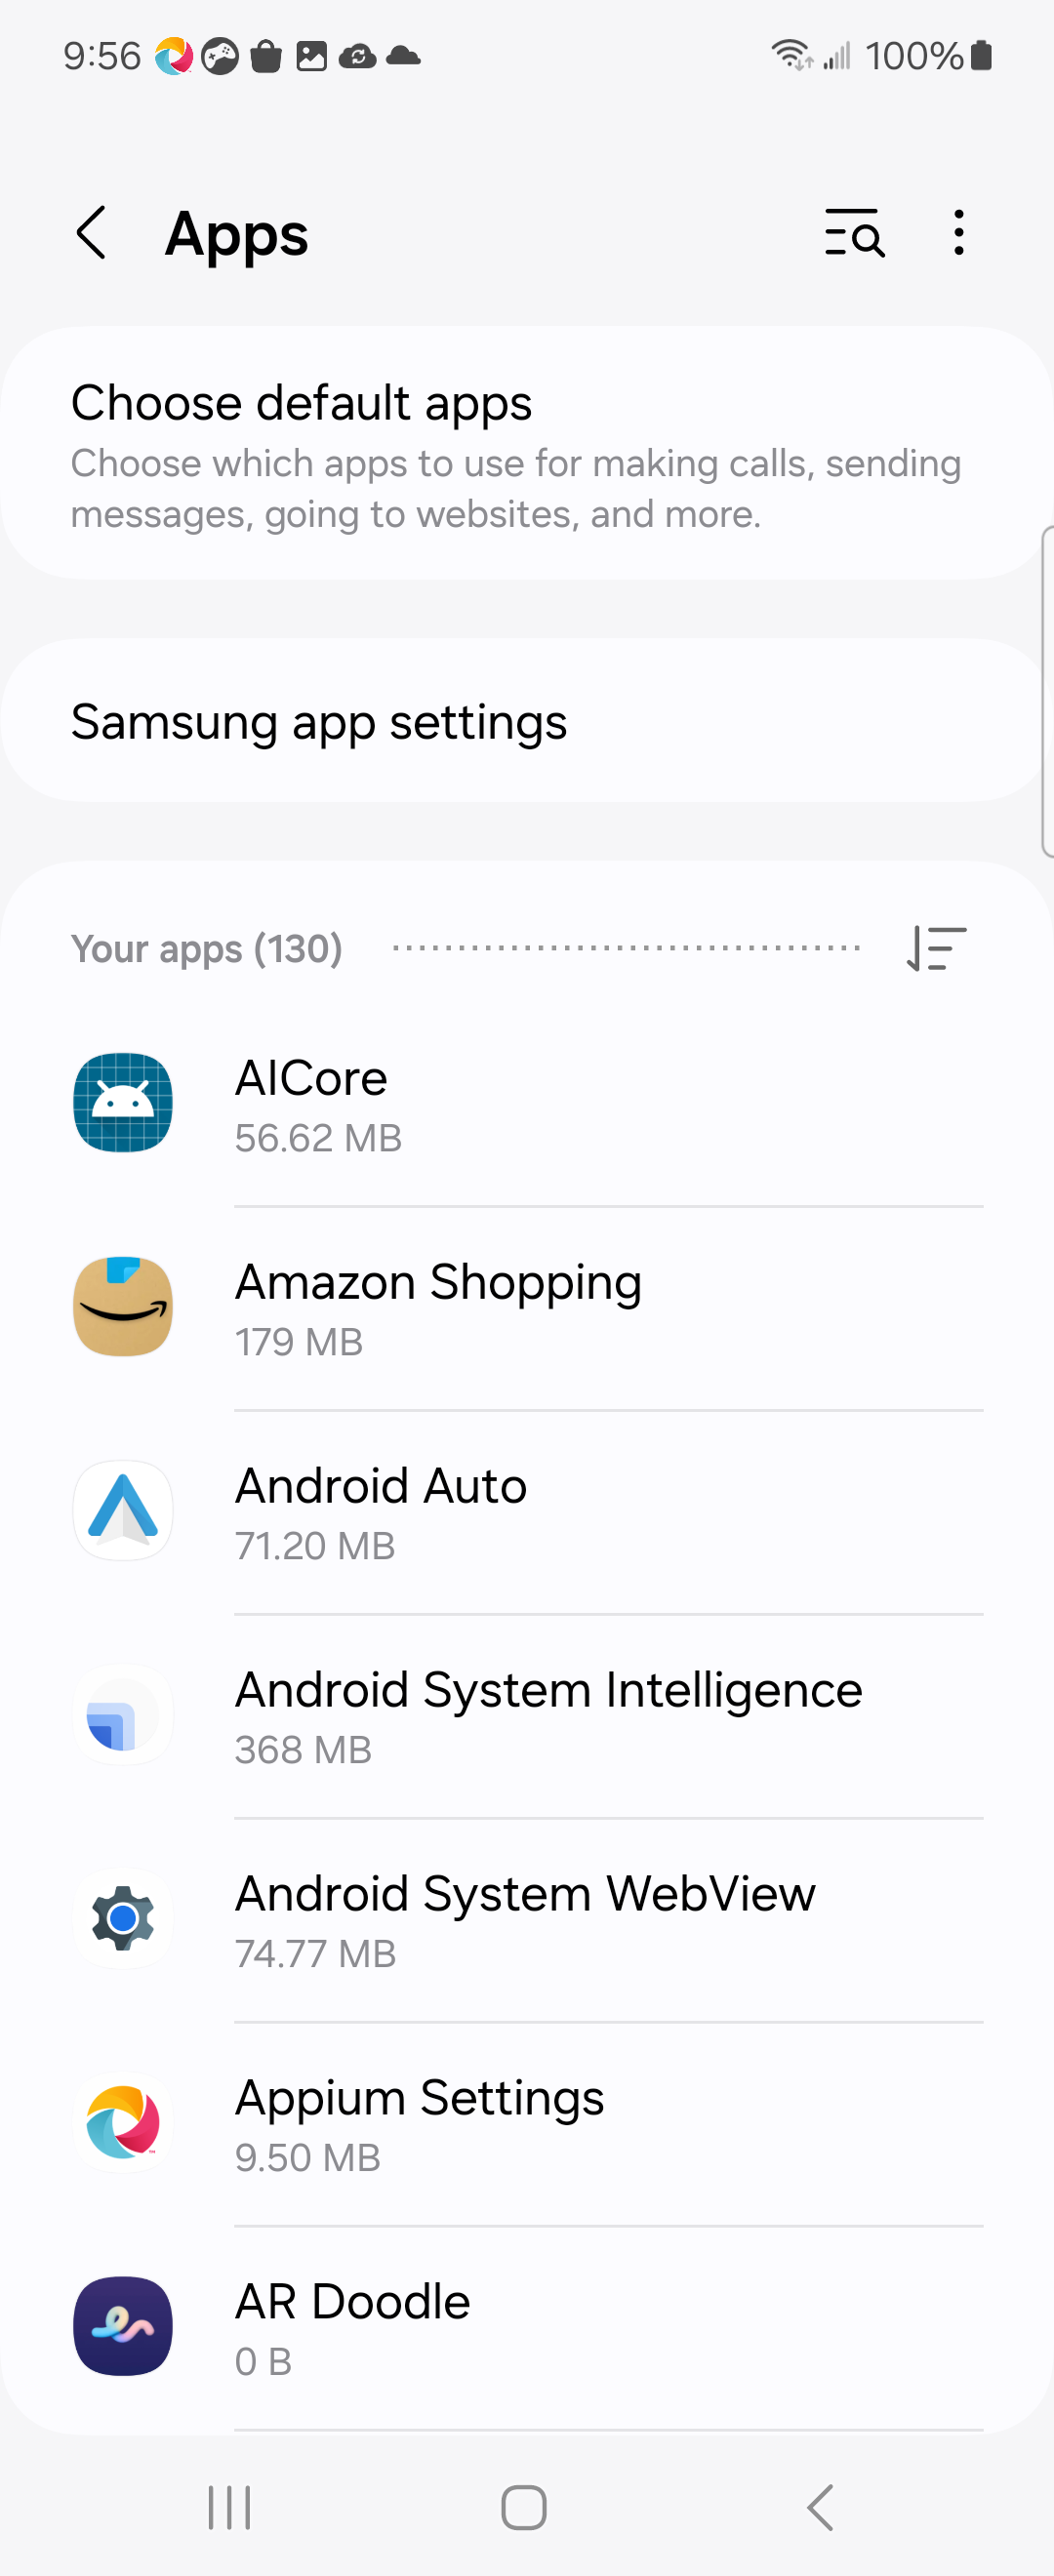 9:56
100%
Apps
Choose default apps
Choose which apps to use for making calls, sending
messages, going to websites, and more.
Samsung app settings
Your apps (130)
AICore
56.62 MB
Amazon Shopping
179 MB
Android Auto
71.20 MB
Android System Intelligence
368 MB
Android System WebView
74.77 MB
Appium Settings
9.50 MB
AR Doodle
0 B